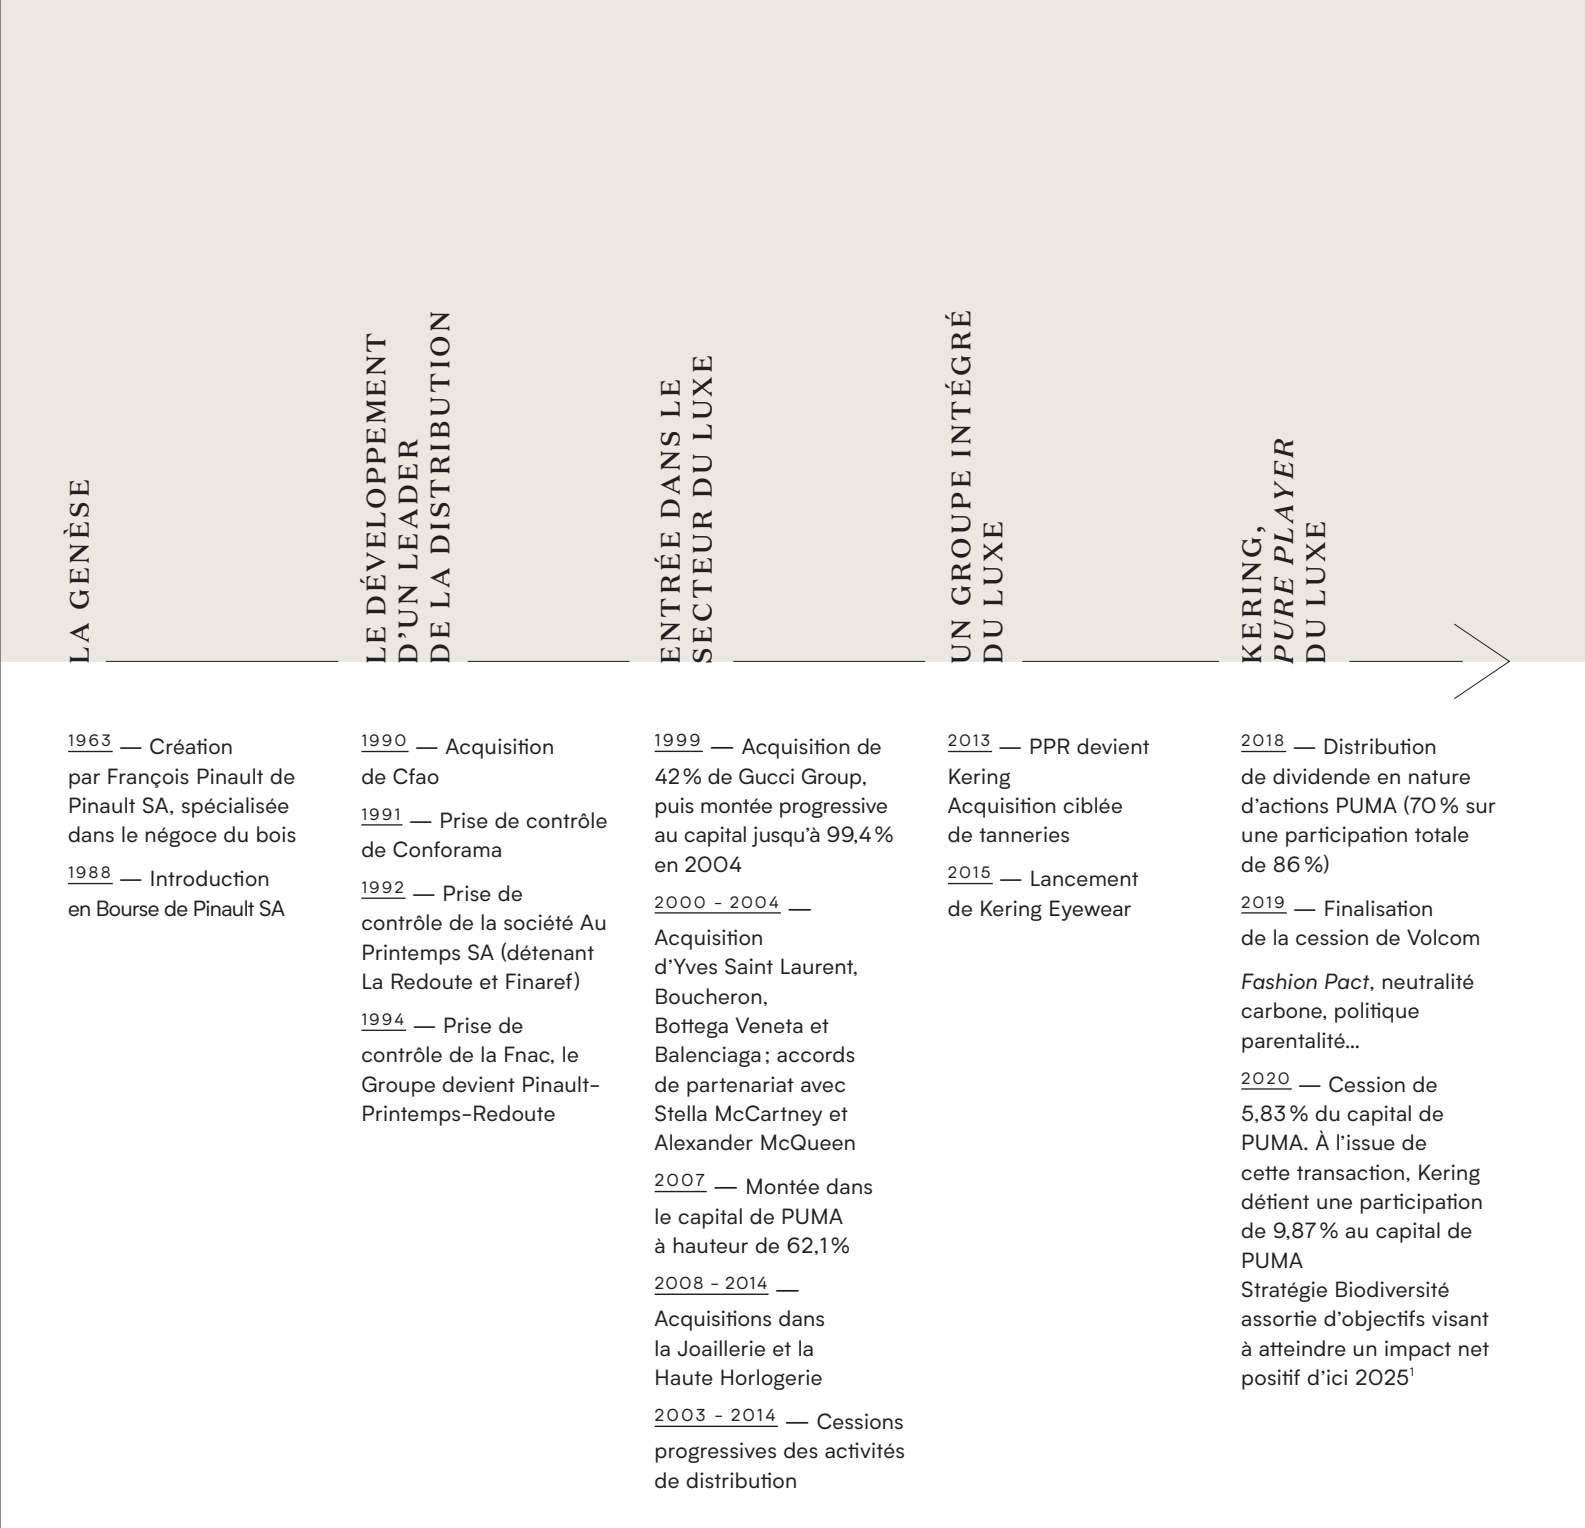 LA GENÈSE
1963 — Création
par François Pinault de
Pinault SA, spécialisée
dans le négoce du bois
1988 — Introduction
en Bourse de Pinault SA
LE DÉVELOPPEMENT
D’UN LEADER
DE LA DISTRIBUTION
1990 — Acquisition
de Cfao
1991 — Prise de contrôle
de Conforama
1992 — Prise de
contrôle de la société Au
Printemps SA (détenant
La Redoute et Finaref)
1994 — Prise de
contrôle de la Fnac, le
Groupe devient Pinault-
Printemps-Redoute
ENTRÉE DANS LE
SECTEUR DU LUXE
1999 — Acquisition de
42 % de Gucci Group,
puis montée progressive
au capital jusqu’à 99,4 %
en 2004
2000 - 2004 —
Acquisition
d’Yves Saint Laurent,
Boucheron,
Bottega Veneta et
Balenciaga ; accords
de partenariat avec
Stella McCartney et
Alexander McQueen
2007 — Montée dans
le capital de PUMA
à hauteur de 62,1 %
2008 - 2014 —
Acquisitions dans
la Joaillerie et la
Haute Horlogerie
2003 - 2014 — Cessions
progressives des activités
de distribution
UN GROUPE INTÉGRÉ
DU LUXE
2013 — PPR devient
Kering
Acquisition ciblée
de tanneries
2015 — Lancement
de Kering Eyewear
KERING,
PURE PLAYER
DU LUXE
2018 — Distribution
de dividende en nature
d’actions PUMA (70 % sur
une participation totale
de 86 %)
2019 — Finalisation
de la cession de Volcom
Fashion Pact, neutralité
carbone, politique
parentalité...
2020 — Cession de
5,83 % du capital de
PUMA. À l’issue de
cette transaction, Kering
détient une participation
de 9,87 % au capital de
PUMA
Stratégie Biodiversité
assortie d’objectifs visant
à atteindre un impact net
positif d’ici 2025¹